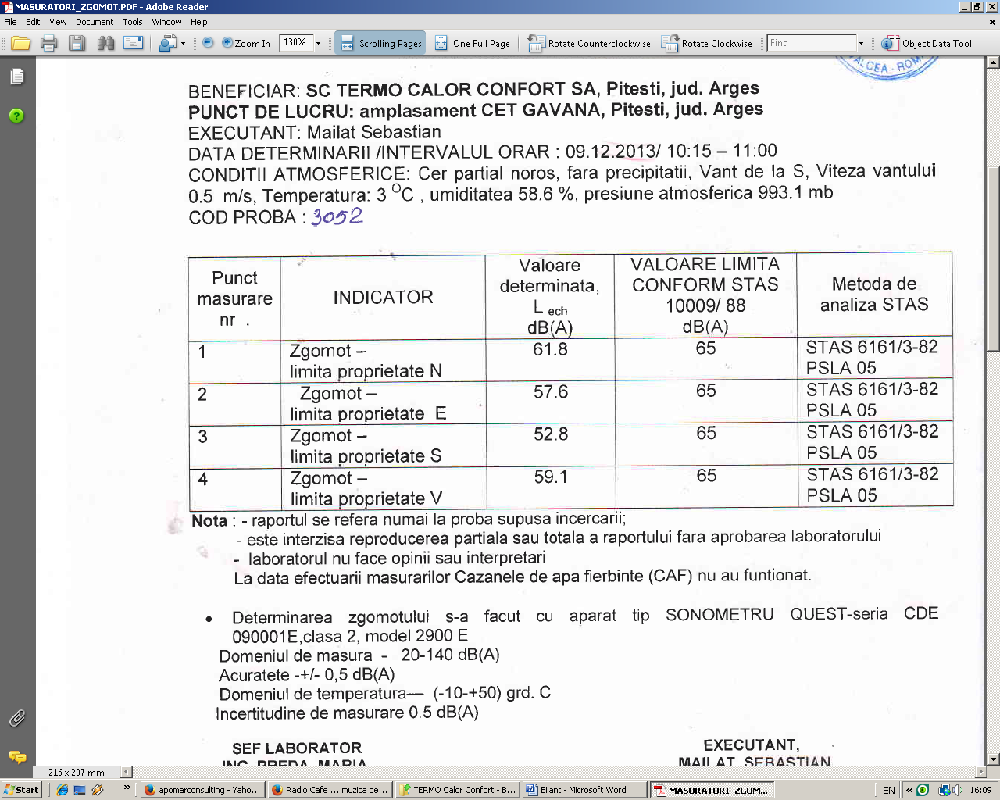 MASURATORI_ZGOMOT.PDF - Adobe Reader
File Edit View Document Tools Window Help
Zoom In 130% Scrolling Pages One Full Page Rotate Counterclockwise Rotate Clockwise Find Object Data Tool
VALCEA - ROM
BENEFICIAR: SC TERMO CALOR CONFORT SA, Pitesti, jud. Arges
PUNCT DE LUCRU: amplasament CET GAVANA, Pitesti, jud. Arges
EXECUTANT: Mailat Sebastian
DATA DETERMINARII /INTERVALUL ORAR : 09.12.2013/ 10:15 – 11:00
CONDITII ATMOSFERICE: Cer partial noros, fara precipitatii, Vant de la S, Viteza vantului
0.5 m/s, Temperatura: 3 °C , umiditatea 58.6 %, presiune atmosferica 993.1 mb
COD PROBA : 3052
Punct masurare nr .
INDICATOR
Valoare determinata, L ech dB(A)
VALOARE LIMITA CONFORM STAS 10009/ 88 dB(A)
Metoda de analiza STAS
1 Zgomot – 61.8 65 STAS 6161/3-82
limita proprietate N PSLA 05
2 Zgomot – 57.6 65 STAS 6161/3-82
limita proprietate E PSLA 05
3 Zgomot – 52.8 65 STAS 6161/3-82
limita proprietate S PSLA 05
4 Zgomot – 59.1 65 STAS 6161/3-82
limita proprietate V PSLA 05
Nota : - raportul se refera numai la proba supusa incercarii;
- este interzisa reproducerea partiala sau totala a raportului fara aprobarea laboratorului
- laboratorul nu face opinii sau interpretari
La data efectuarii masurarilor Cazanele de apa fierbinte (CAF) nu au funtionat.
• Determinarea zgomotului s-a facut cu aparat tip SONOMETRU QUEST-seria CDE
090001E,clasa 2, model 2900 E
Domeniul de masura - 20-140 dB(A)
Acuratete -+/- 0,5 dB(A)
Domeniul de temperatura— (-10-+50) grd. C
Incertitudine de masurare 0.5 dB(A)
SEF LABORATOR EXECUTANT,
ING. PREDA MARIA MAILAT SEBASTIAN
216 x 297 mm
Start » apomarconsulting - Yaho... Radio Cafe ... muzica de... TERMO Calor Confort - B... Bilant - Microsoft Word MASURATORI_ZGOM... EN « 16:09